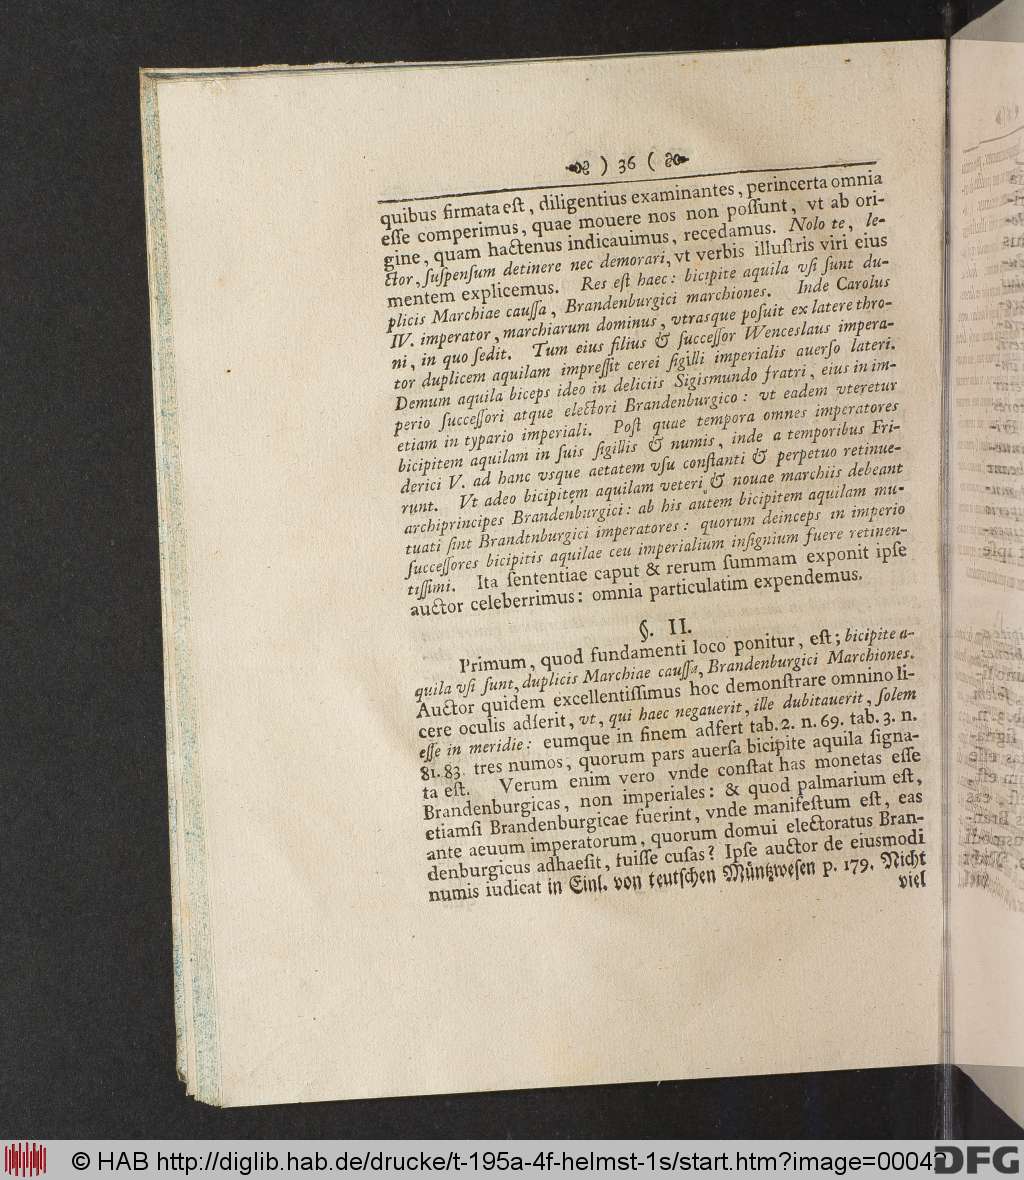 ) 36 (
quibus firmata eſt, diligentius examinantes, perincerta omnia
eſſe comperimus, quae mouere nos non poſſunt, vt ab ori-
gine, quam hactenus indicauimus, recedamus. Nolo te, le-
ctor, ſuſpenſum detinere nec demorari, vt verbis illuſtris viri eius
mentem explicemus. Res eſt haec: bicipite aquila vſi ſunt du-
plicis Marchiae cauſſa, Brandenburgici marchiones. Inde Carolus
IV. imperator, marchiarum dominus, vtrasque poſuit ex latere thro-
ni, in quo ſedit. Tum eius filius & ſucceſſor Wenceslaus impera-
tor duplicem aquilam impreſſit cerei ſigilli imperialis auerſo lateri.
Demum aquila biceps ideo in deliciis Sigismundo fratri, eius in im-
perio ſucceſſori atque electori Brandenburgico: vt eadem vteretur
etiam in typario imperiali. Poſt quae tempora omnes imperatores
bicipitem aquilam in ſuis ſigillis & numis, inde a temporibus Fri-
derici V. ad hanc vsque aetatem vſu conſtanti & perpetuo retinue-
runt. Vt adeo bicipitem aquilam veteri & nouae marchiis debeant
archiprincipes Brandenburgici: ab his autem bicipitem aquilam mu-
tuati ſint Brandtnburgici imperatores: quorum deinceps in imperio
ſucceſſores bicipitis aquilae ceu imperialium inſignium fuere retinen-
tiſſimi. Ita ſententiae caput & rerum ſummam exponit ipſe
auctor celeberrimus: omnia particulatim expendemus.
§. II.
Primum, quod fundamenti loco ponitur, eſt; bicipite a-
quila vſi ſunt, duplicis Marchiae cauſſa, Brandenburgici Marchiones.
Auctor quidem excellentiſſimus hoc demonſtrare omnino li-
cere oculis adſerit, vt, qui haec negauerit, ille dubitauerit, ſolem
eſſe in meridie: eumque in finem adfert tab. 2. n. 69. tab. 3. n.
81. 83. tres numos, quorum pars auerſa bicipite aquila ſigna-
ta eſt. Verum enim vero vnde conſtat has monetas eſſe
Brandenburgicas, non imperiales: & quod palmarium eſt,
etiamſi Brandenburgicae fuerint, vnde manifeſtum eſt, eas
ante aeuum imperatorum, quorum domui electoratus Bran-
denburgicus adhaeſit, fuiſſe cuſas? Ipſe auctor de eiusmodi
numis iudicat in Einl. von teutſchen Müntzweſen p. 179. Nicht
viel
© HAB http://diglib.hab.de/drucke/t-195a-4f-helmst-1s/start.htm?image=00042
DFG